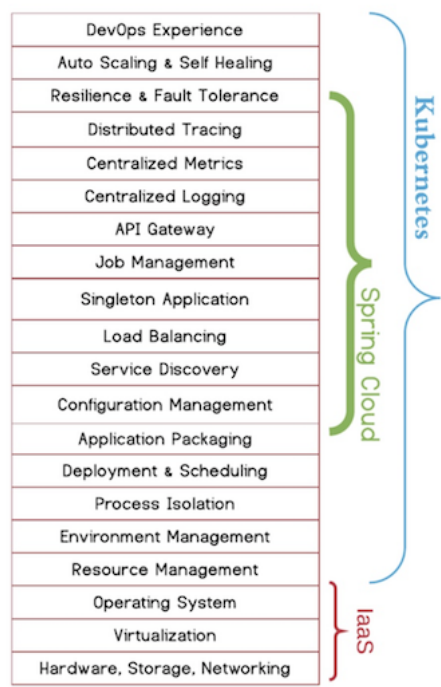 DevOps Experience
Auto Scaling & Self Healing
Resilience & Fault Tolerance
Distributed Tracing
Centralized Metrics
Centralized Logging
API Gateway
Job Management
Singleton Application
Load Balancing
Service Discovery
Configuration Management
Application Packaging
Deployment & Scheduling
Process Isolation
Environment Management
Resource Management
Operating System
Virtualization
Hardware, Storage, Networking
Spring Cloud
Kubernetes
IaaS